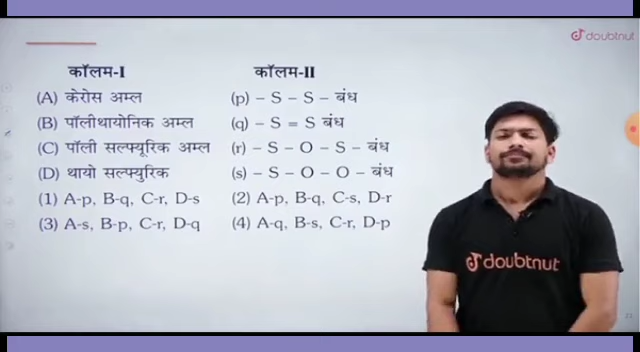 doubtnut
कॉलम-I कॉलम-II
(A) केरोस अम्ल (p) – S – S – बंध
(B) पॉलीथायोनिक अम्ल (q) – S = S बंध
(C) पॉली सल्फ्यूरिक अम्ल (r) – S – O – S – बंध
(D) थायो सल्फ्युरिक (s) – S – O – O – बंध
(1) A-p, B-q, C-r, D-s (2) A-p, B-q, C-s, D-r
(3) A-s, B-p, C-r, D-q (4) A-q, B-s, C-r, D-p
doubtnut